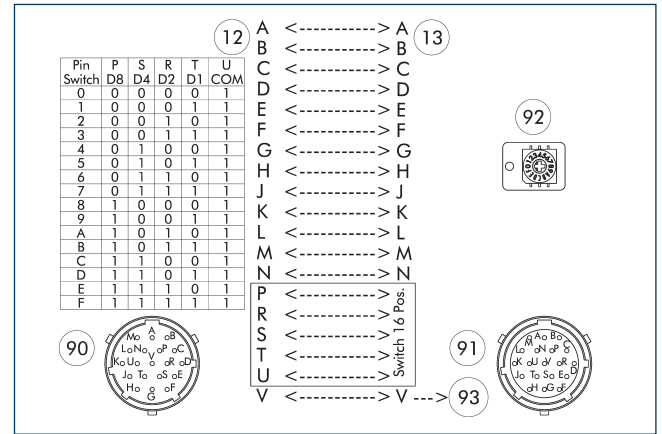 12 A <----------> A 13
B <----------> B
Pin P S R T U
Switch D8 D4 D2 D1 COM
0 0 0 0 0 1
1 0 0 0 1 1
2 0 0 1 0 1
3 0 0 1 1 1
4 0 1 0 0 1
5 0 1 0 1 1
6 0 1 1 0 1
7 0 1 1 1 1
8 1 0 0 0 1
9 1 0 0 1 1
A 1 0 1 0 1
B 1 0 1 1 1
C 1 1 0 0 1
D 1 1 0 1 1
E 1 1 1 0 1
F 1 1 1 1 1
C <----------> C
D <----------> D
E <----------> E
F <----------> F
G <----------> G
H <----------> H
J <----------> J
K <----------> K
L <----------> L
M <----------> M
N <----------> N
P <---------->
R <---------->
S <---------->
T <---------->
U <---------->
Switch 16 Pos.
V <----------> V ---> 93
92
90
A
M B
L N P C
V
K U R D
J T S E
H F
G
91
A B
M C
L N P
K U V R D
J T S E
H G F